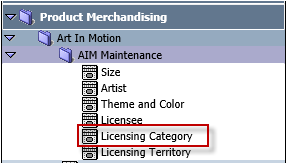 Product Merchandising
Art In Motion
AIM Maintenance
Size
Artist
Theme and Color
Licensee
Licensing Category
Licensing Territory